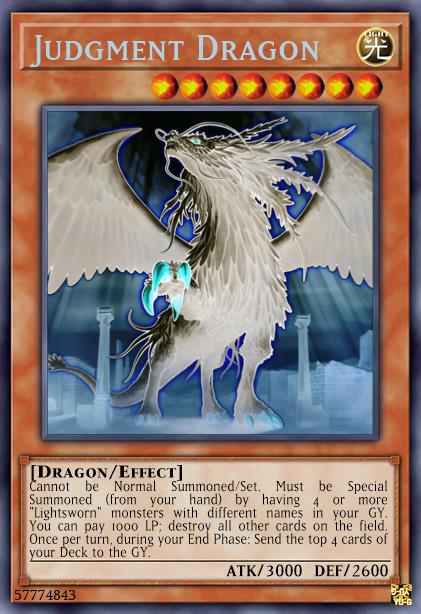 Judgment Dragon
LIGHT
光
[Dragon/Effect]
Cannot be Normal Summoned/Set. Must be Special
Summoned (from your hand) by having 4 or more
"Lightsworn" monsters with different names in your GY.
You can pay 1000 LP; destroy all other cards on the field.
Once per turn, during your End Phase: Send the top 4 cards of
your Deck to the GY.
ATK/3000 DEF/2600
57774843